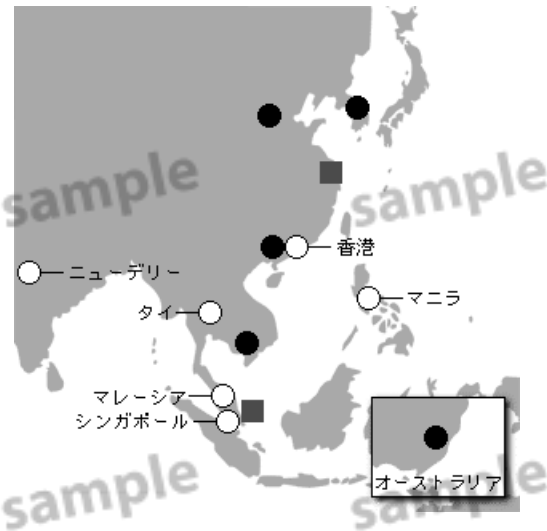 sample
sample
香港
ニューデリー
マニラ
タイ
マレーシア
シンガポール
sample
sample
オーストラリア